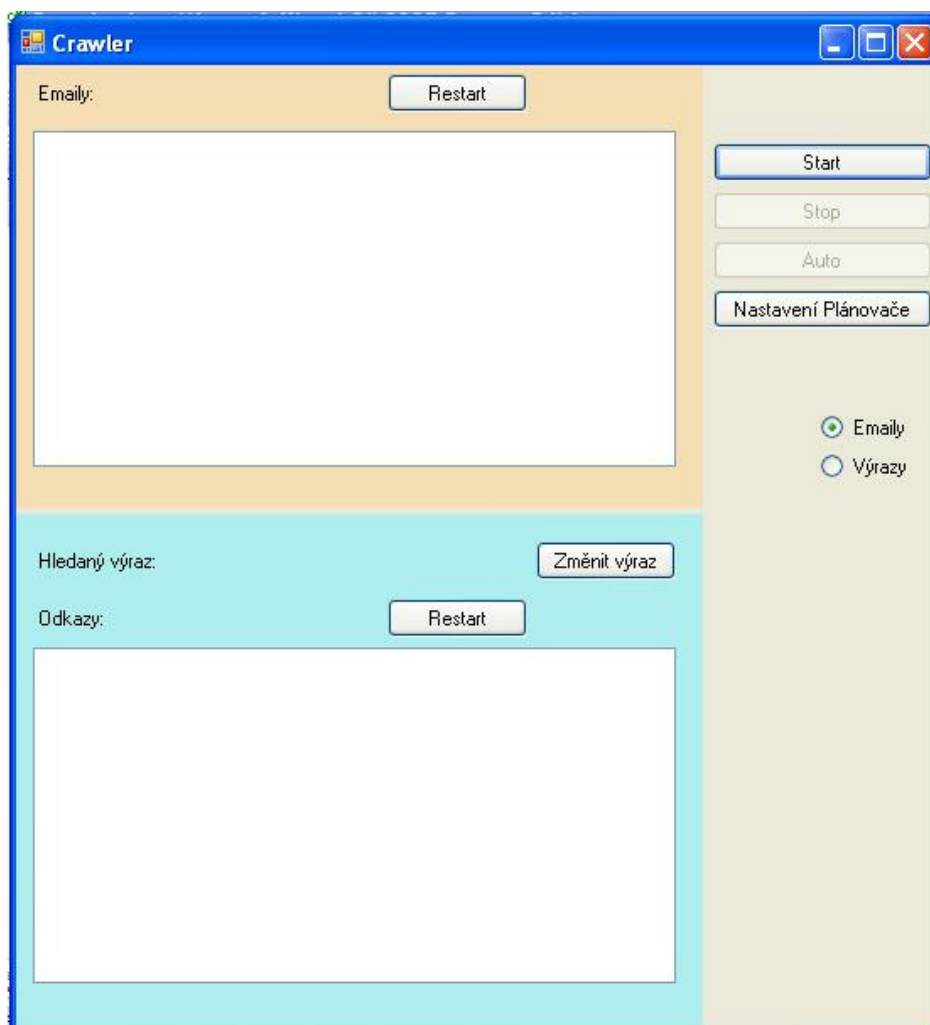 Crawler
Emaily:
Restart
Start
Stop
Auto
Nastavení Plánovače
Emaily
Výrazy
Hledaný výraz:
Změnit výraz
Odkazy:
Restart